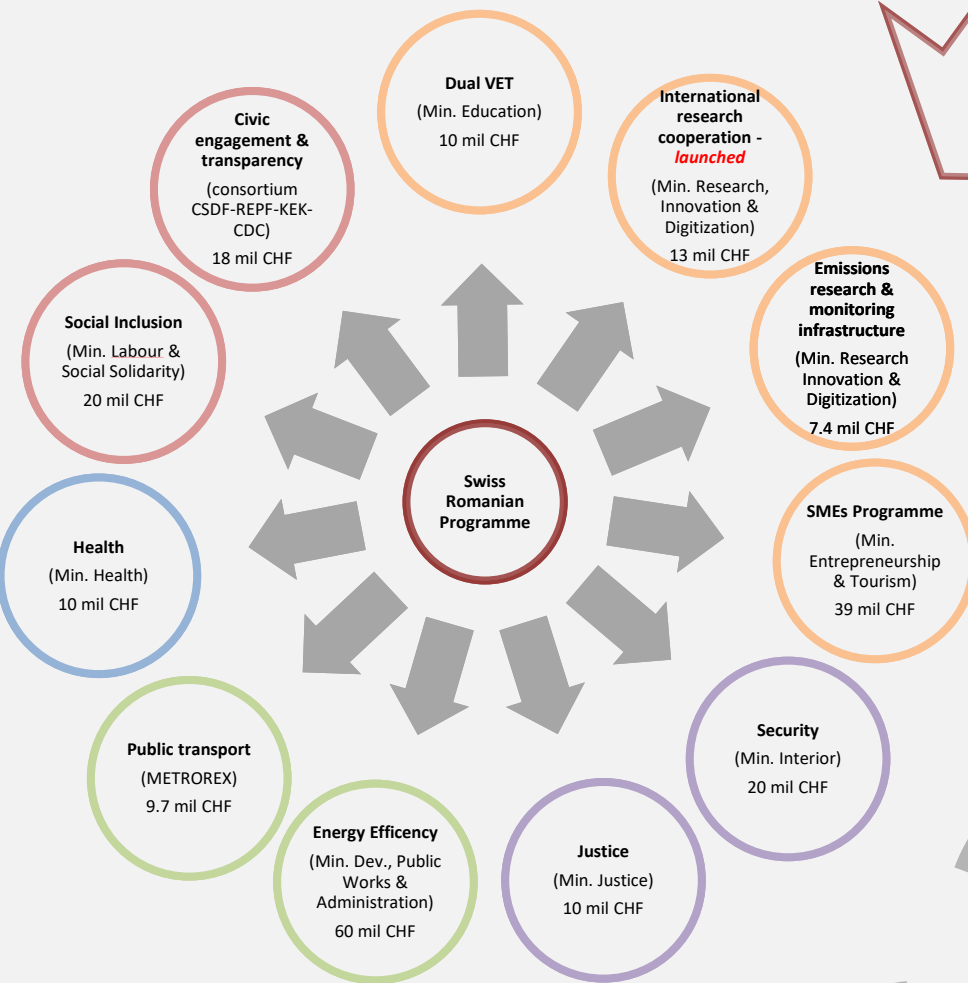 Dual VET
(Min. Education)
10 mil CHF
International
research
cooperation -
launched
(Min. Research,
Innovation &
Digitization)
13 mil CHF
Emissions
research &
monitoring
infrastructure
(Min. Research
Innovation &
Digitization)
7.4 mil CHF
SMEs Programme
(Min.
Entrepreneurship
& Tourism)
39 mil CHF
Security
(Min. Interior)
20 mil CHF
Justice
(Min. Justice)
10 mil CHF
Energy Efficency
(Min. Dev., Public
Works &
Administration)
60 mil CHF
Public transport
(METROREX)
9.7 mil CHF
Health
(Min. Health)
10 mil CHF
Social Inclusion
(Min. Labour &
Social Solidarity)
20 mil CHF
Civic
engagement &
transparency
(consortium
CSDF-REPF-KEK-
CDC)
18 mil CHF
Swiss
Romanian
Programme